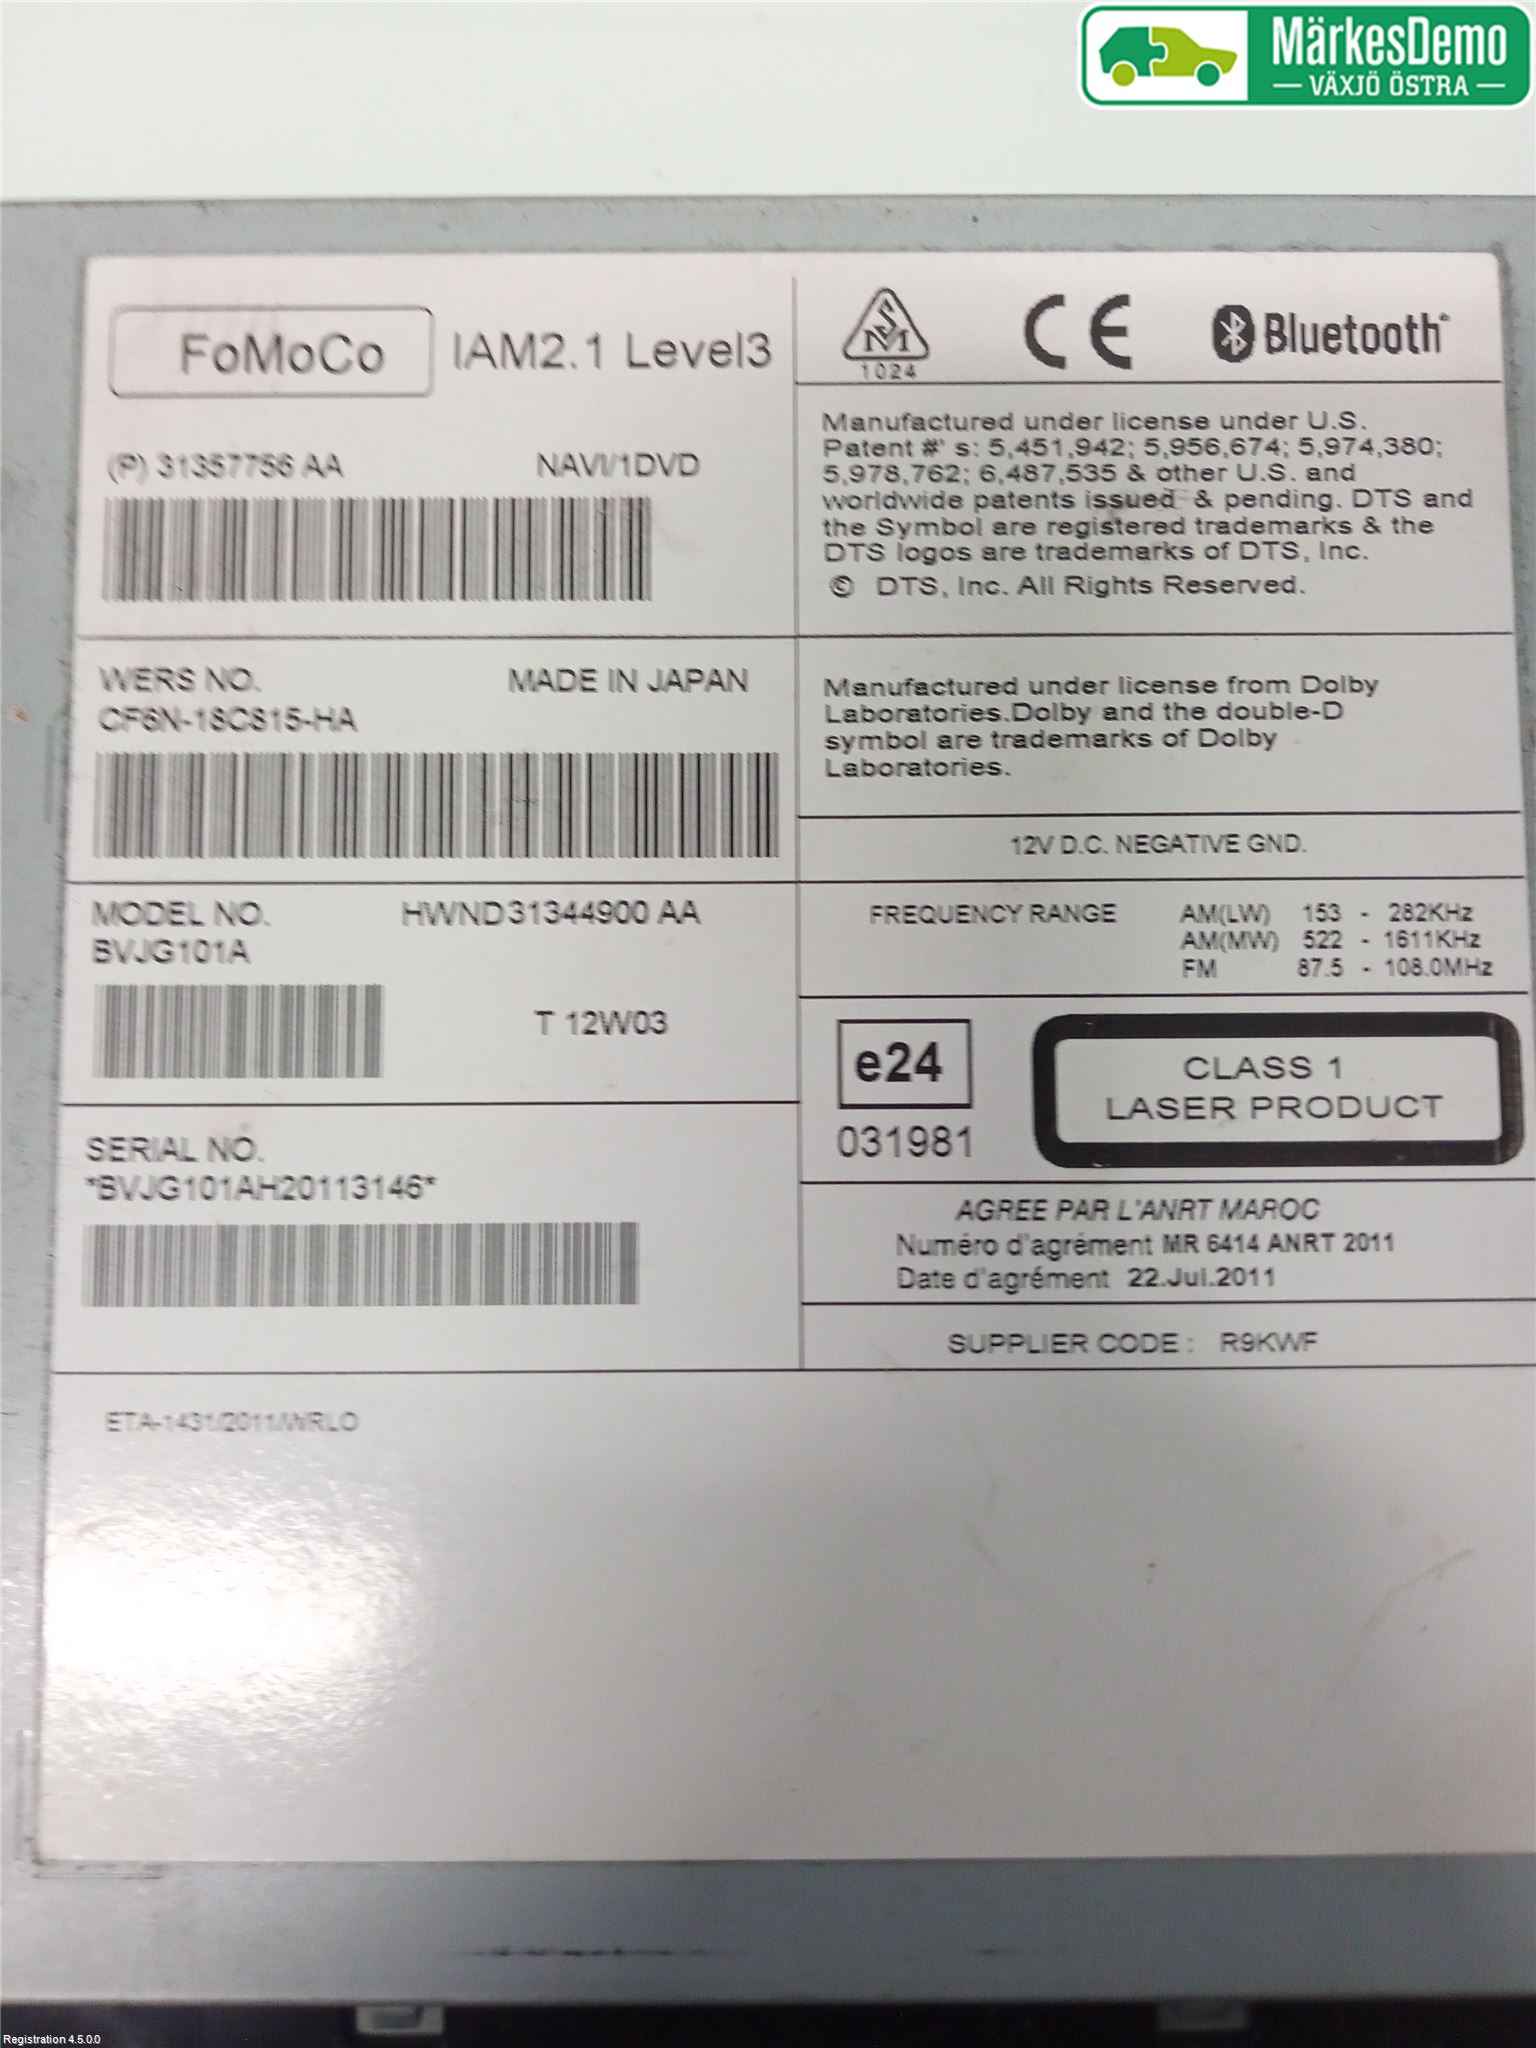 MärkesDemo
VÄXJÖ ÖSTRA
FoMoCo
IAM2.1 Level3
(P) 31357756 AA
NAVI/1DVD
WERS NO.
MADE IN JAPAN
CF6N-18C815-HA
MODEL NO.
HWND31344900 AA
BVJG101A
T 12W03
SERIAL NO.
*BVJG101AH20113146*
1024
CE
Bluetooth
Manufactured under license under U.S.
Patent #' s: 5,451,942; 5,956,674; 5,974,380;
5,978,762; 6,487,535 & other U.S. and
worldwide patents issued & pending. DTS and
the Symbol are registered trademarks & the
DTS logos are trademarks of DTS, Inc.
© DTS, Inc. All Rights Reserved.
Manufactured under license from Dolby
Laboratories.Dolby and the double-D
symbol are trademarks of Dolby
Laboratories.
12V D.C. NEGATIVE GND.
FREQUENCY RANGE AM(LW) 153 - 282KHz
AM(MW) 522 - 1611KHz
FM 87.5 - 108.0MHz
e24
031981
CLASS 1
LASER PRODUCT
AGREE PAR L'ANRT MAROC
Numéro d'agrément MR 6414 ANRT 2011
Date d'agrément 22.Jul.2011
SUPPLIER CODE : R9KWF
ETA-1431/2011/WRLO
Registration 4.5.0.0